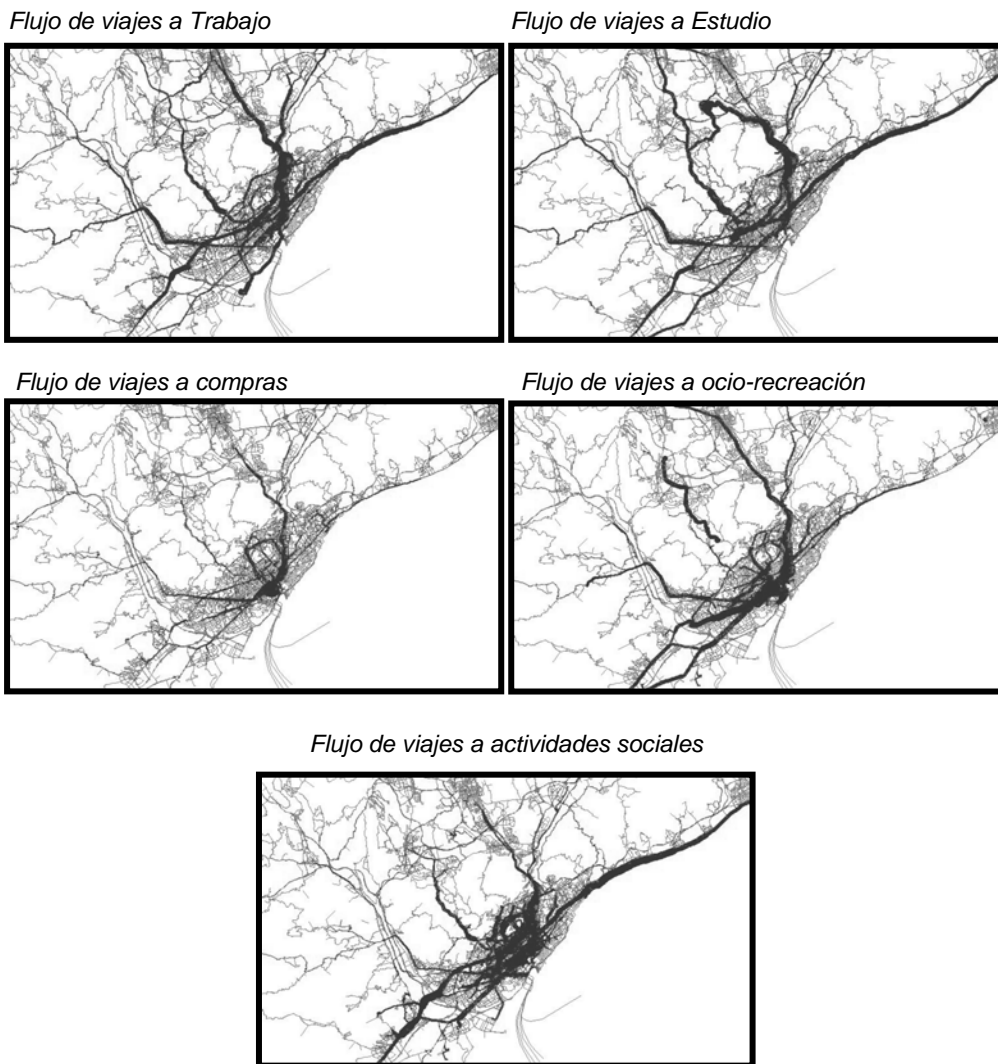 Flujo de viajes a Trabajo
Flujo de viajes a Estudio
Flujo de viajes a compras
Flujo de viajes a ocio-recreación
Flujo de viajes a actividades sociales